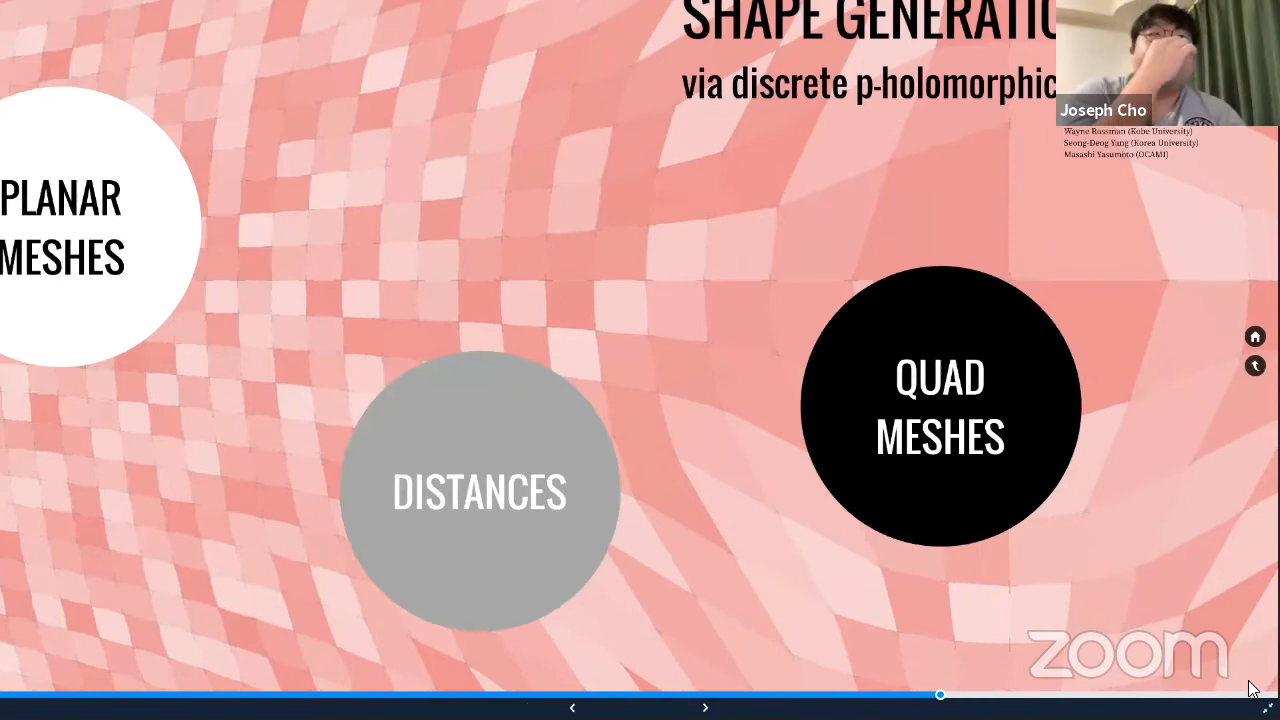 SHAPE GENERATIO
via discrete p-holomorphic
Joseph Cho
Wayne Rossman (Kobe University)
Seong-Deog Yang (Korea University)
Masashi Yasumoto (OCAMI)
PLANAR
MESHES
QUAD
MESHES
DISTANCES
zoom